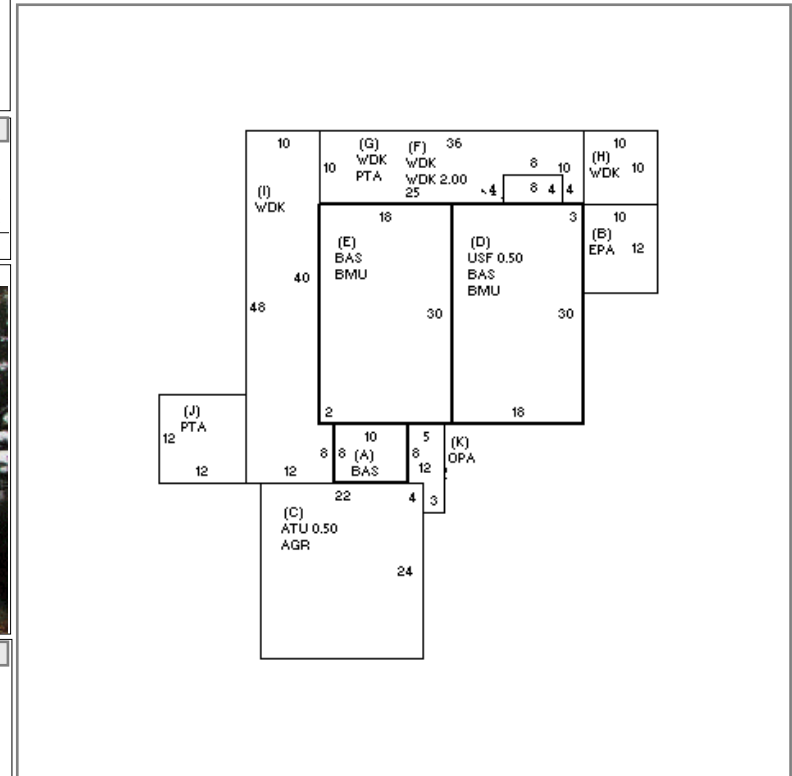 10
(G)
WDK
PTA
(F)
WDK
WDK 2.00
25
36
10
8
10
8
4
4
4
10
(H)
WDK
10
(I)
WDK
18
(E)
BAS
BMU
3
(D)
USF 0.50
BAS
BMU
10
(B)
EPA
12
40
48
30
30
(J)
PTA
12
12
2
18
10
8
8
(A)
BAS
5
8
12
(K)
OPA
12
22
4
3
(C)
ATU 0.50
AGR
24